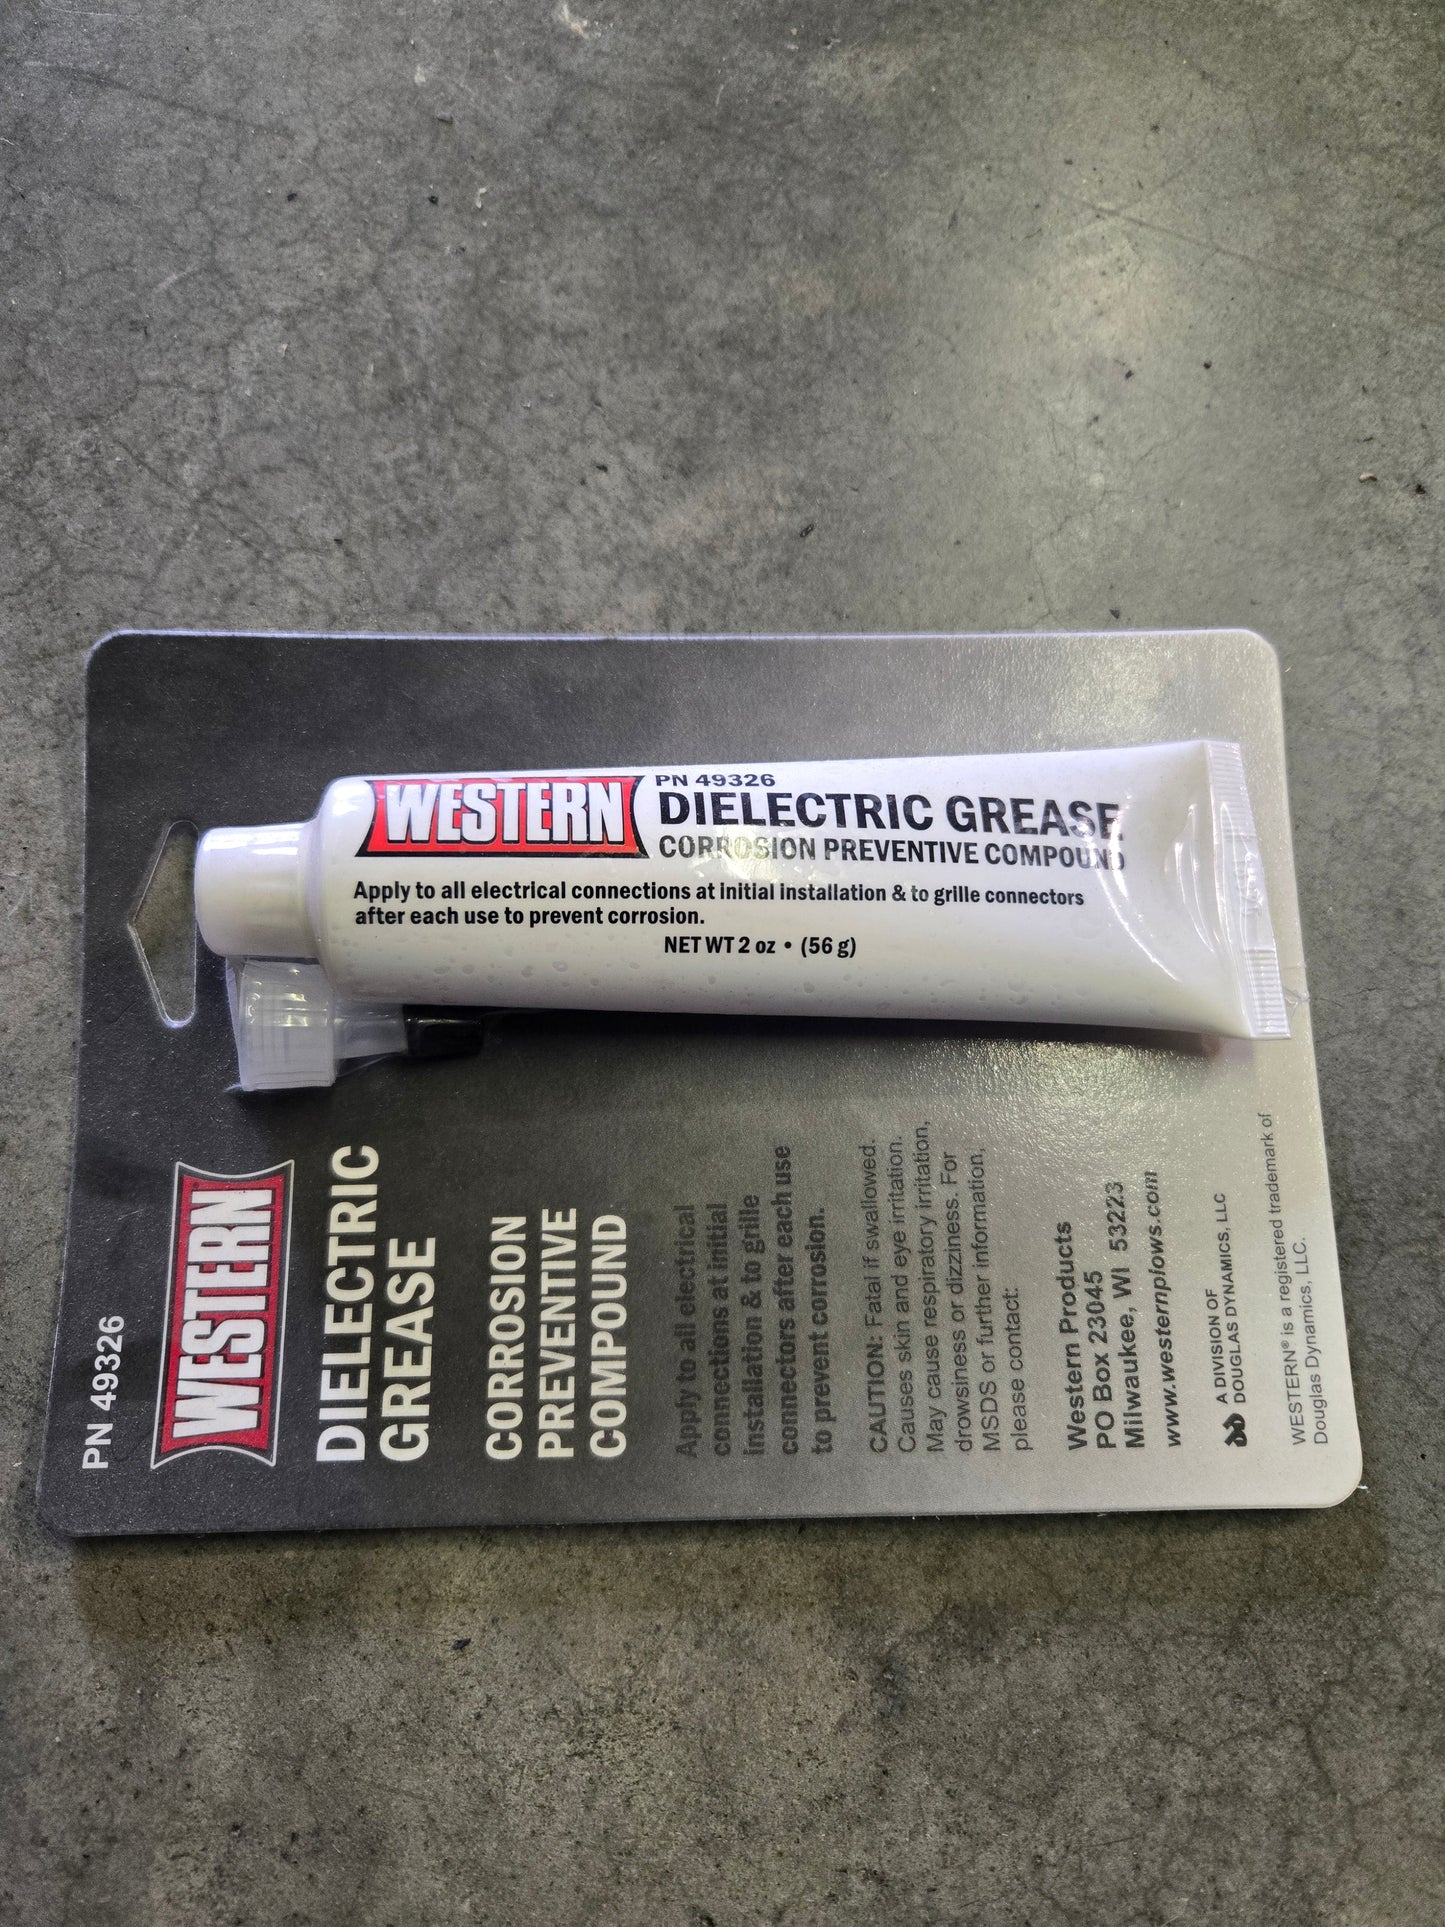 WESTERN
PN 49326
DIELECTRIC GREASE
CORROSION PREVENTIVE COMPOUND
Apply to all electrical connections at initial installation & to grille connectors
after each use to prevent corrosion.
NET WT 2 oz • (56 g)
PN 49326
WESTERN
DIELECTRIC
GREASE
CORROSION
PREVENTIVE
COMPOUND
Apply to all electrical
connections at initial
installation & to grille
connectors after each use
to prevent corrosion.
CAUTION: Fatal if swallowed.
Causes skin and eye irritation.
May cause respiratory irritation,
drowsiness or dizziness. For
MSDS or further information,
please contact:
Western Products
PO Box 23045
Milwaukee, WI 53223
www.westernplows.com
A DIVISION OF
DOUGLAS DYNAMICS, LLC
WESTERN® is a registered trademark of
Douglas Dynamics, LLC.